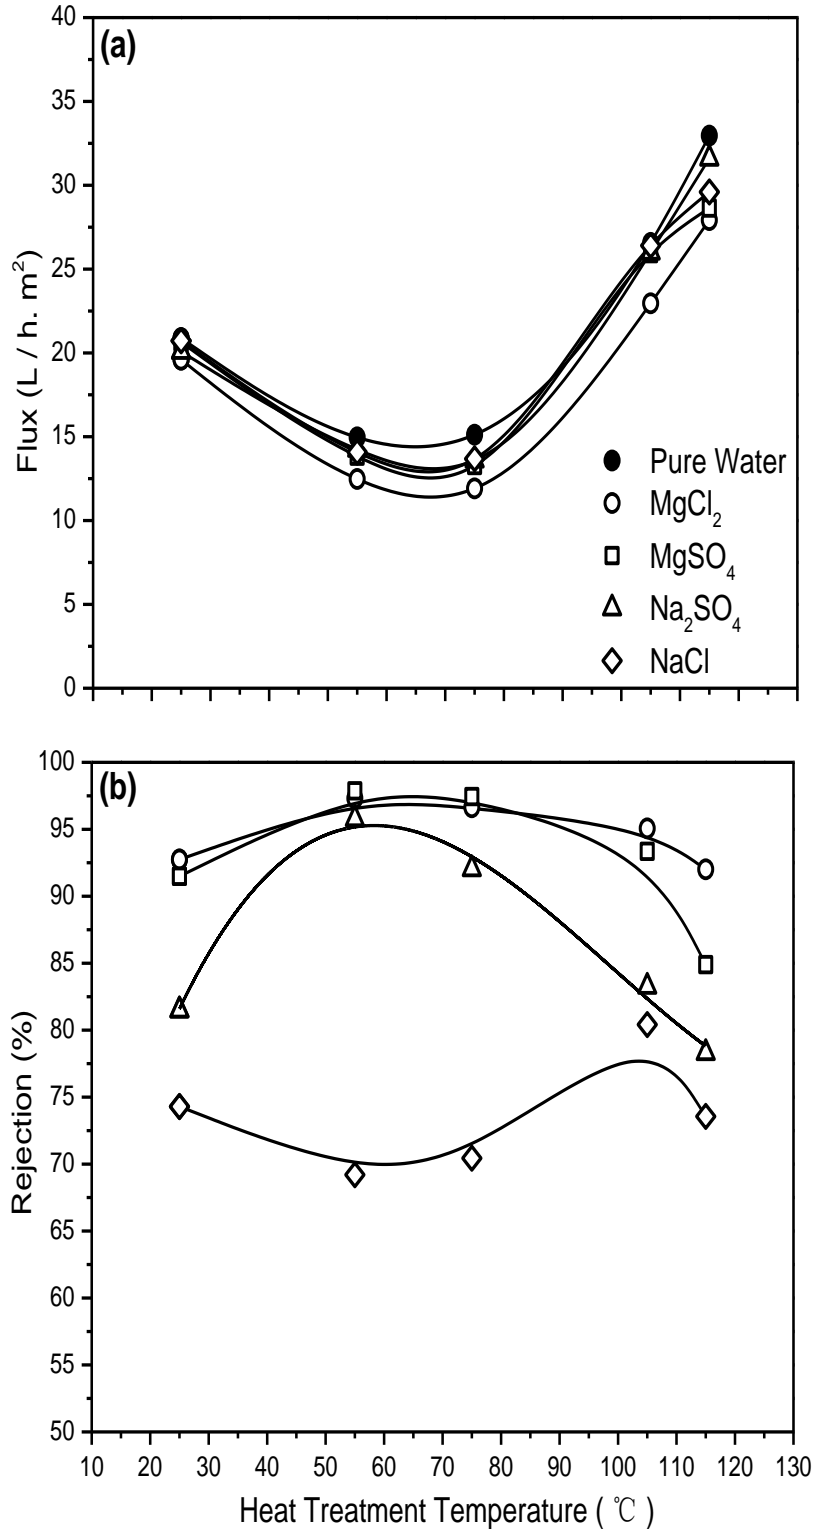 (a)
40
35
30
25
20
15
10
5
0
Flux (L / h. m²)
Pure Water
MgCl₂
MgSO₄
Na₂SO₄
NaCl
(b)
100
95
90
85
80
75
70
65
60
55
50
Rejection (%)
10 20 30 40 50 60 70 80 90 100 110 120 130
Heat Treatment Temperature ( ℃ )